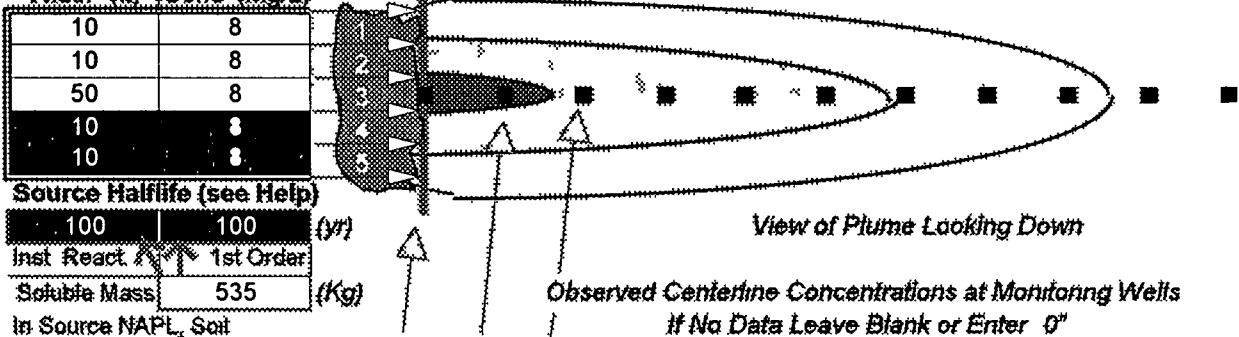 10 8
10 8
50 8
10 8
10 8
1
2
3
4
5
Source Halflife (see Help)
100 100 (yr)
Inst React. 1st Order
Soluble Mass 535 (Kg)
In Source NAPL, Soil
View of Plume Looking Down
Observed Centerline Concentrations at Monitoring Wells
If No Data Leave Blank or Enter 0"